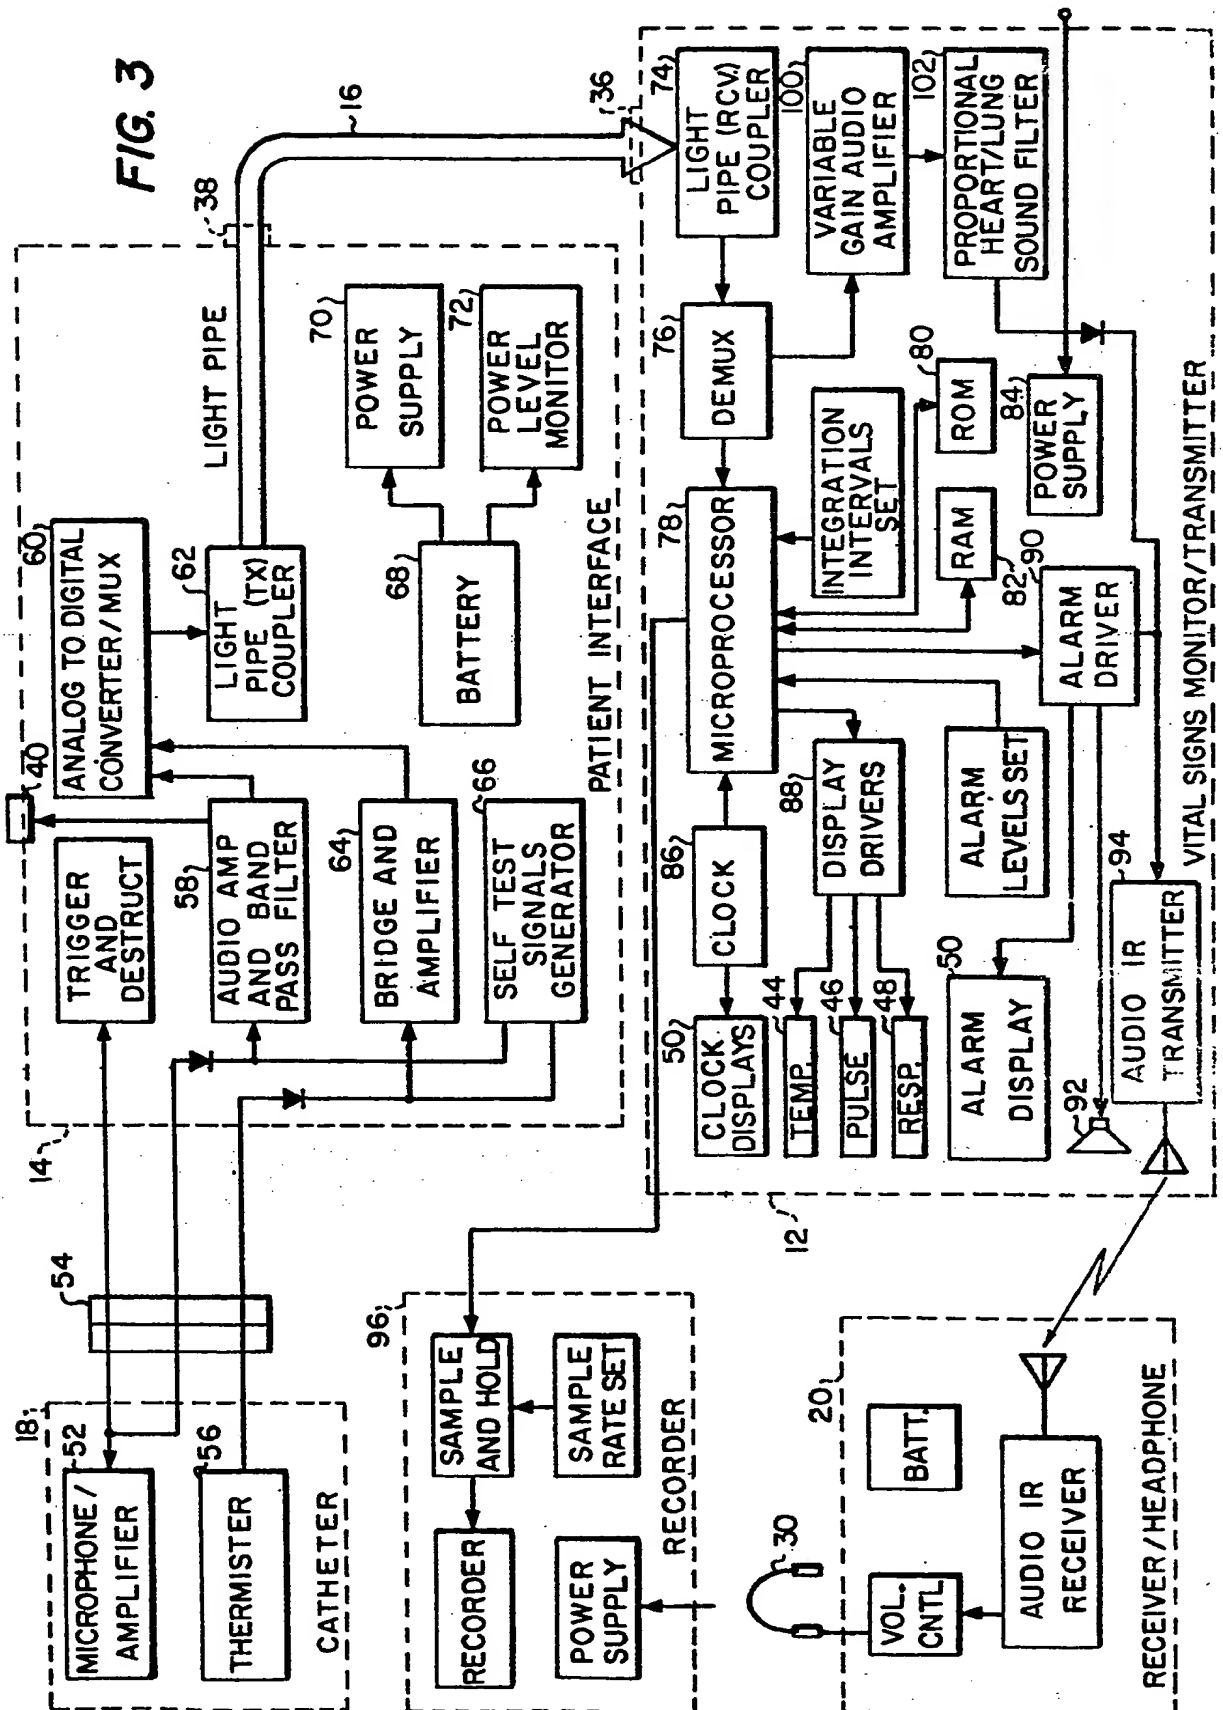 FIG. 3
18
52
MICROPHONE/
AMPLIFIER
56
THERMISTER
CATHETER
54
14
TRIGGER
AND
DESTRUCT
40
58
AUDIO AMP
AND BAND
PASS FILTER
64
BRIDGE AND
AMPLIFIER
66
SELF TEST
SIGNALS
GENERATOR
60
ANALOG TO DIGITAL
CONVERTER/MUX
62
LIGHT
PIPE (TX)
COUPLER
68
BATTERY
70
POWER
SUPPLY
72
POWER
LEVEL
MONITOR
PATIENT INTERFACE
LIGHT PIPE
38
16
36
96
SAMPLE
AND HOLD
SAMPLE
RATE SET
RECORDER
POWER
SUPPLY
RECORDER
12
74
LIGHT
PIPE (RCV.)
COUPLER
76
DEMUX
78
MICROPROCESSOR
86
CLOCK
50
CLOCK
DISPLAYS
100
VARIABLE
GAIN AUDIO
AMPLIFIER
INTEGRATION
INTERVALS
SET
88
DISPLAY
DRIVERS
44
TEMP.
46
PULSE
48
RESP.
102
PROPORTIONAL
HEART/LUNG
SOUND FILTER
80
ROM
82
RAM
84
POWER
SUPPLY
90
ALARM
DRIVER
ALARM
LEVELS SET
50
ALARM
DISPLAY
92
94
AUDIO IR
TRANSMITTER
VITAL SIGNS MONITOR/TRANSMITTER
20
30
BATT.
VOL.
CNTL.
AUDIO IR
RECEIVER
RECEIVER/HEADPHONE